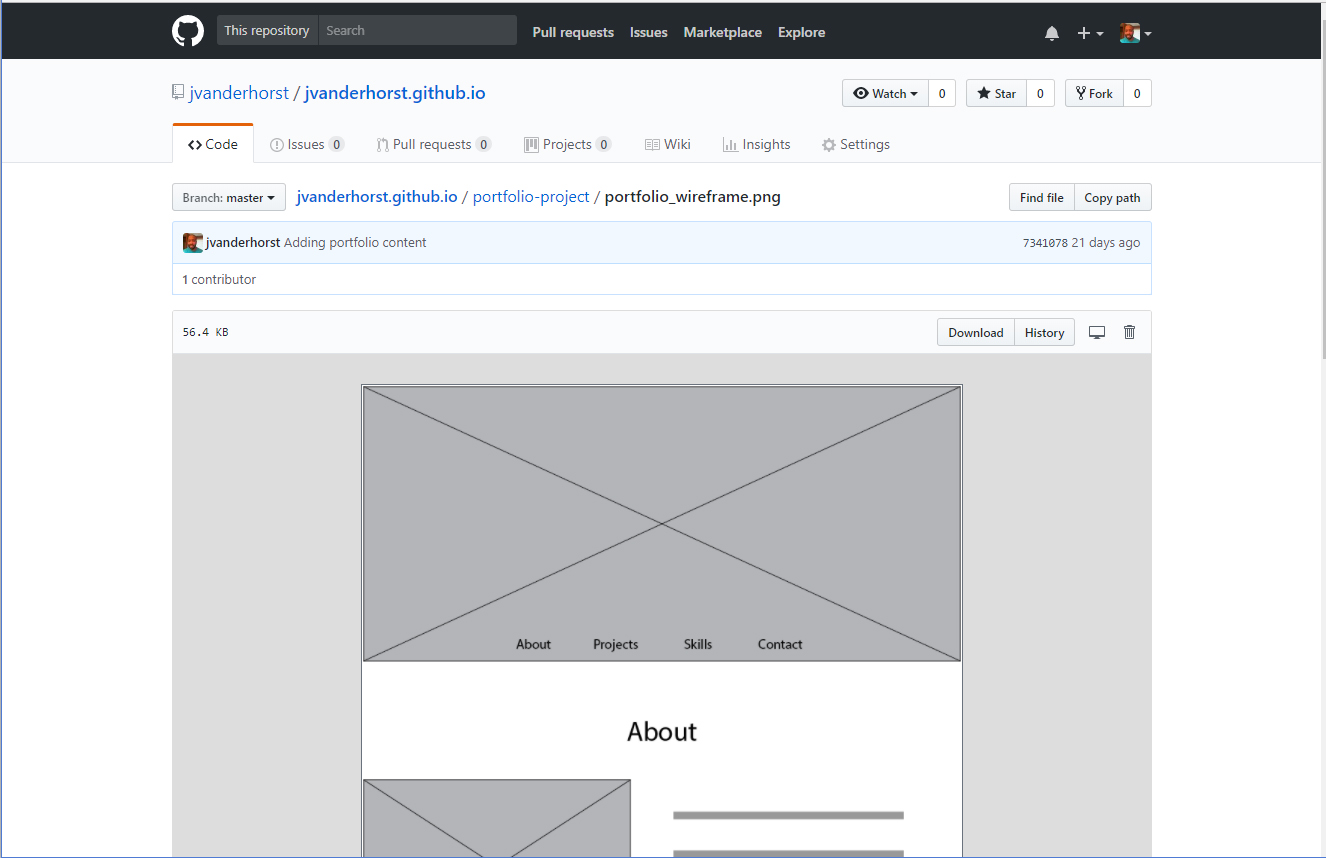 This repository Search Pull requests Issues Marketplace Explore
jvanderhorst / jvanderhorst.github.io Watch 0 Star 0 Fork 0
Code Issues 0 Pull requests 0 Projects 0 Wiki Insights Settings
Branch: master jvanderhorst.github.io / portfolio-project / portfolio_wireframe.png Find file Copy path
jvanderhorst Adding portfolio content 7341078 21 days ago
1 contributor
56.4 KB Download History
About Projects Skills Contact
About